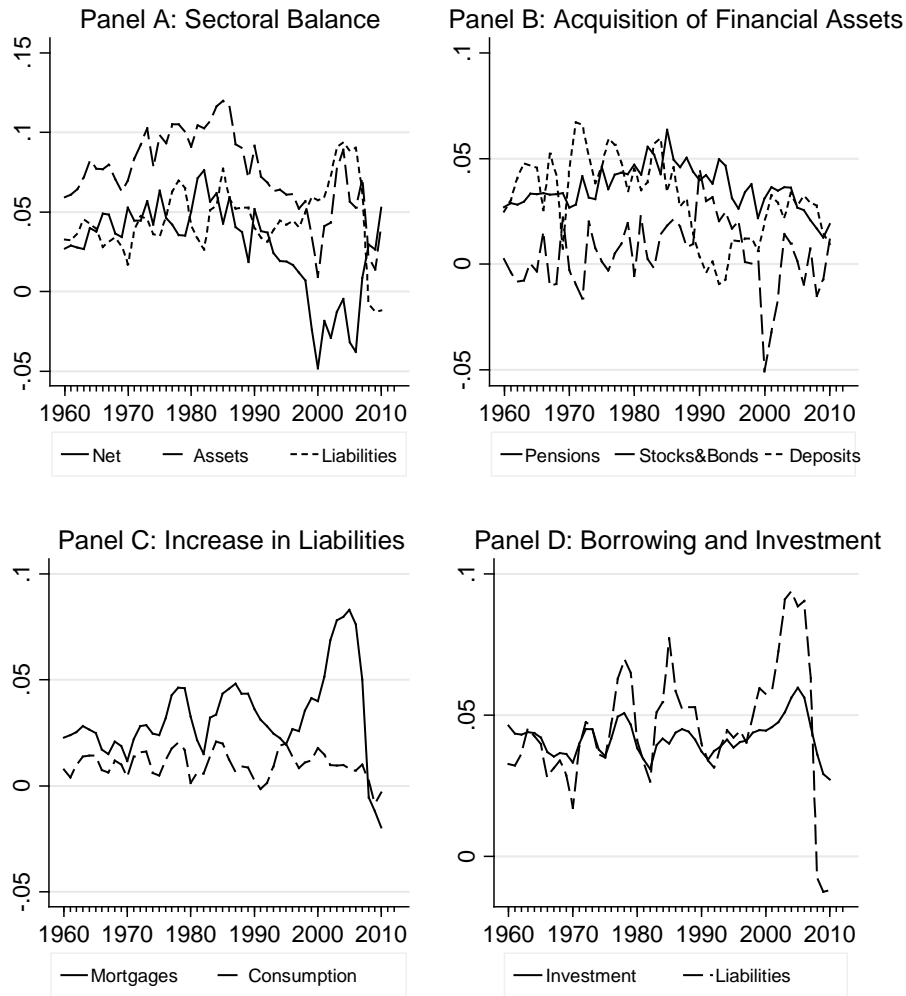 Panel A: Sectoral Balance
.15
.1
.05
0
-.05
1960 1970 1980 1990 2000 2010
Net Assets Liabilities
Panel B: Acquisition of Financial Assets
.1
.05
0
-.05
1960 1970 1980 1990 2000 2010
Pensions Stocks&Bonds Deposits
Panel C: Increase in Liabilities
.1
.05
0
-.05
1960 1970 1980 1990 2000 2010
Mortgages Consumption
Panel D: Borrowing and Investment
.1
.05
0
1960 1970 1980 1990 2000 2010
Investment Liabilities